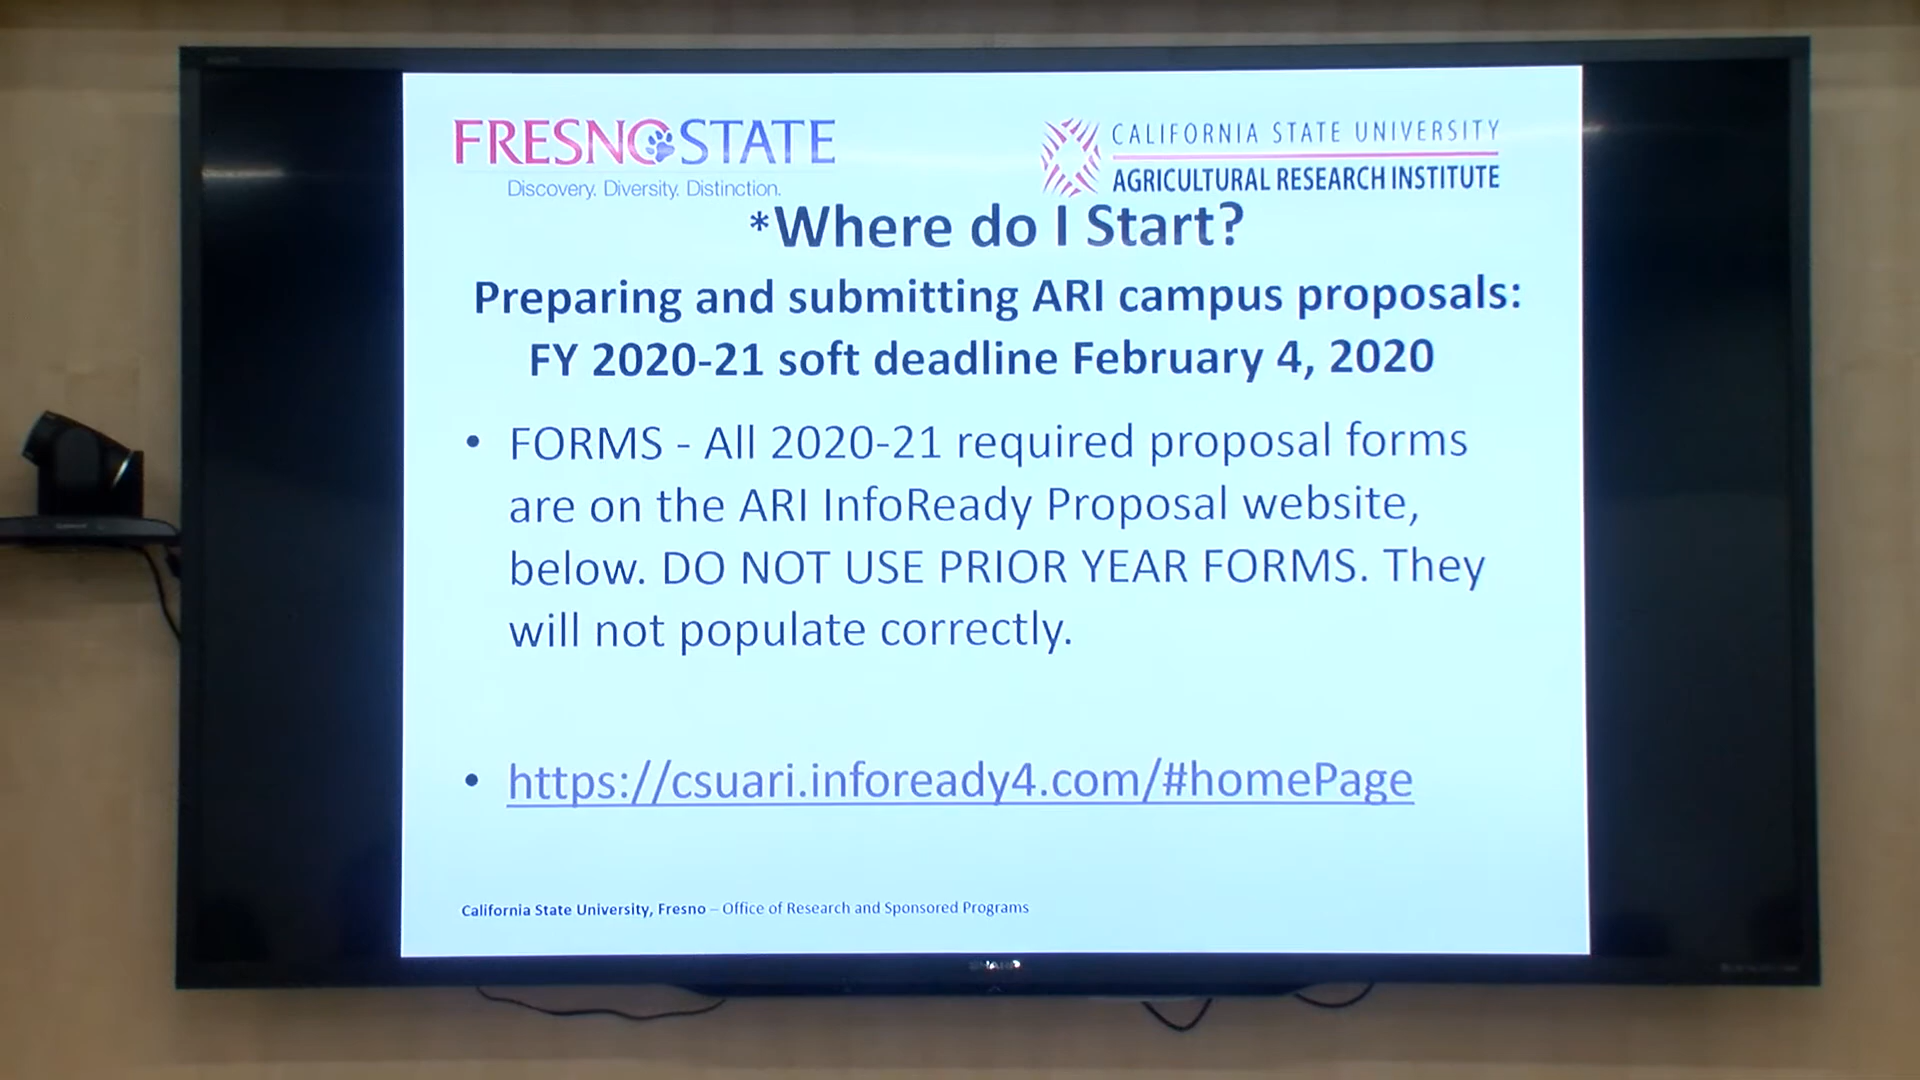 FRESNO STATE
Discovery. Diversity. Distinction.
CALIFORNIA STATE UNIVERSITY
AGRICULTURAL RESEARCH INSTITUTE
*Where do I Start?
Preparing and submitting ARI campus proposals:
FY 2020-21 soft deadline February 4, 2020
• FORMS - All 2020-21 required proposal forms
are on the ARI InfoReady Proposal website,
below. DO NOT USE PRIOR YEAR FORMS. They
will not populate correctly.
• https://csuari.infoready4.com/#homePage
California State University, Fresno – Office of Research and Sponsored Programs
SHARP